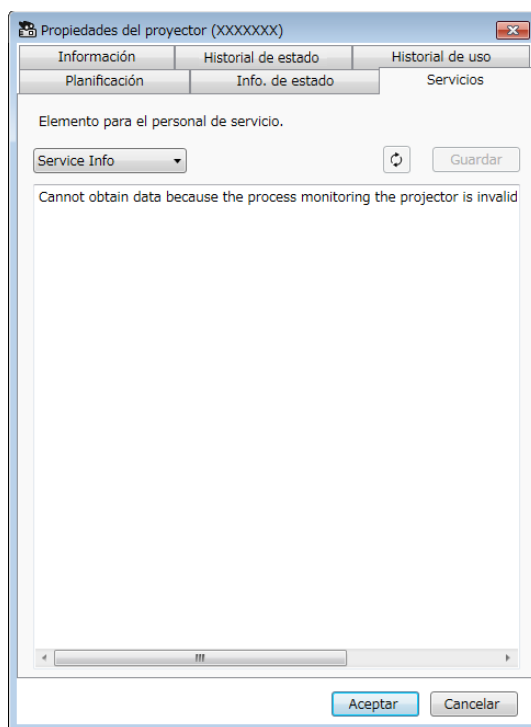 Propiedades del proyector (XXXXXXX)
Información
Historial de estado
Historial de uso
Planificación
Info. de estado
Servicios
Elemento para el personal de servicio.
Service Info
Guardar
Cannot obtain data because the process monitoring the projector is invalid
Aceptar
Cancelar